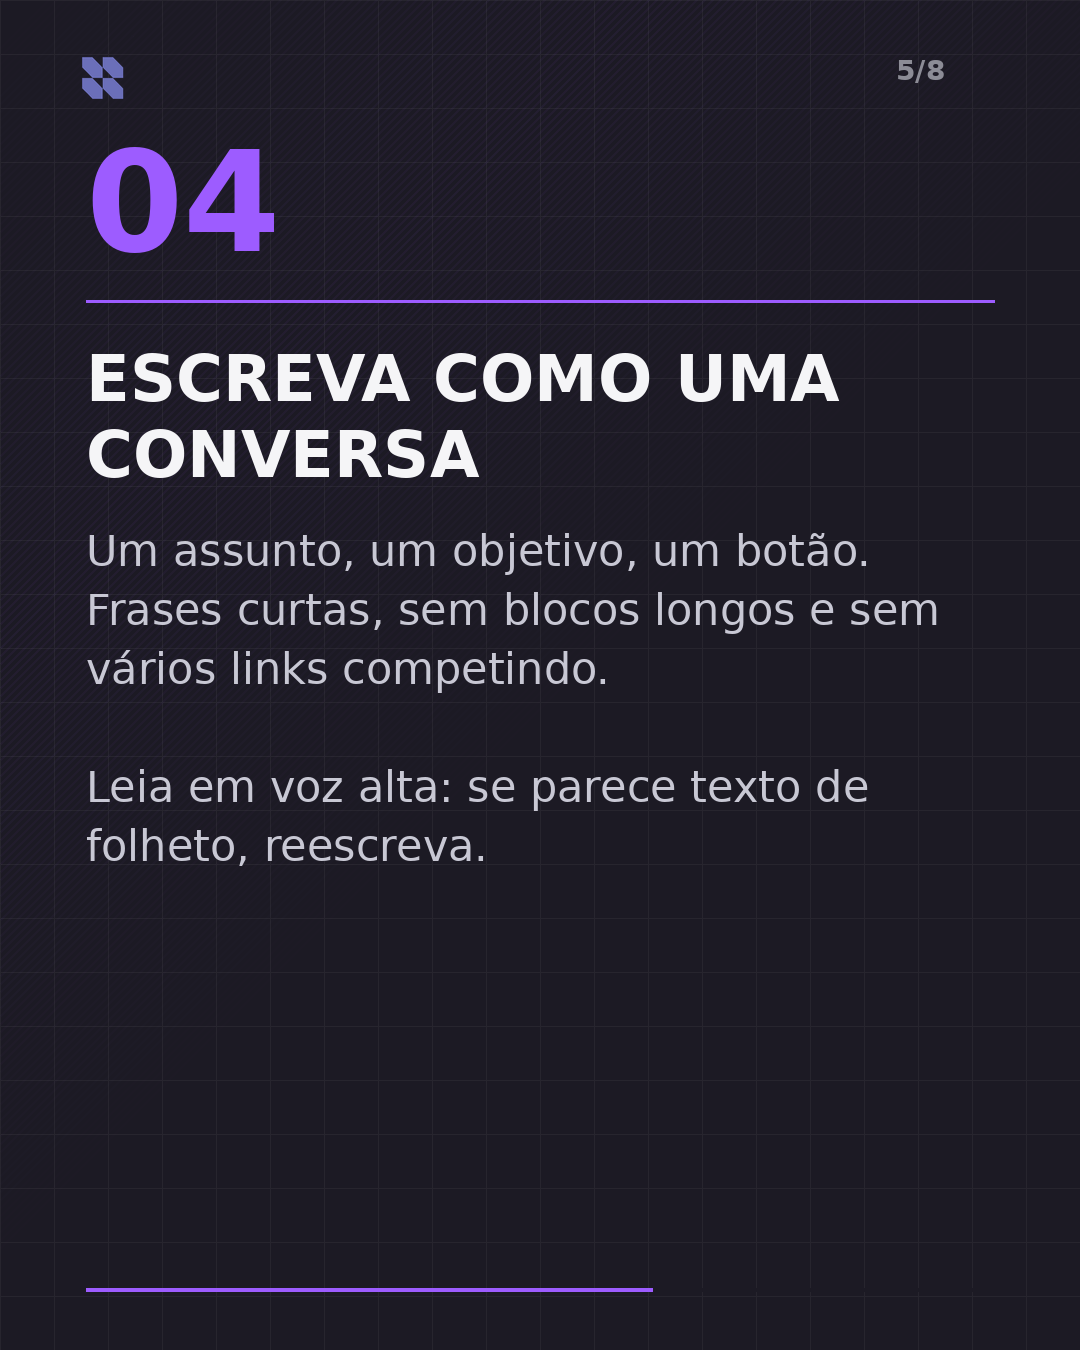 5/8
04
ESCREVA COMO UMA
CONVERSA
Um assunto, um objetivo, um botão.
Frases curtas, sem blocos longos e sem
vários links competindo.
Leia em voz alta: se parece texto de
folheto, reescreva.